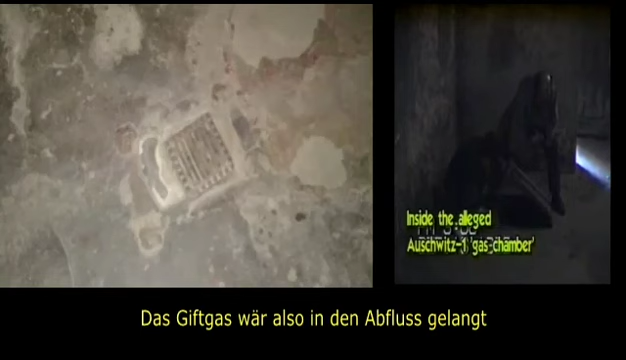 Inside the alleged
Auschwitz-1 'gas-chamber'
Das Giftgas wär also in den Abfluss gelangt